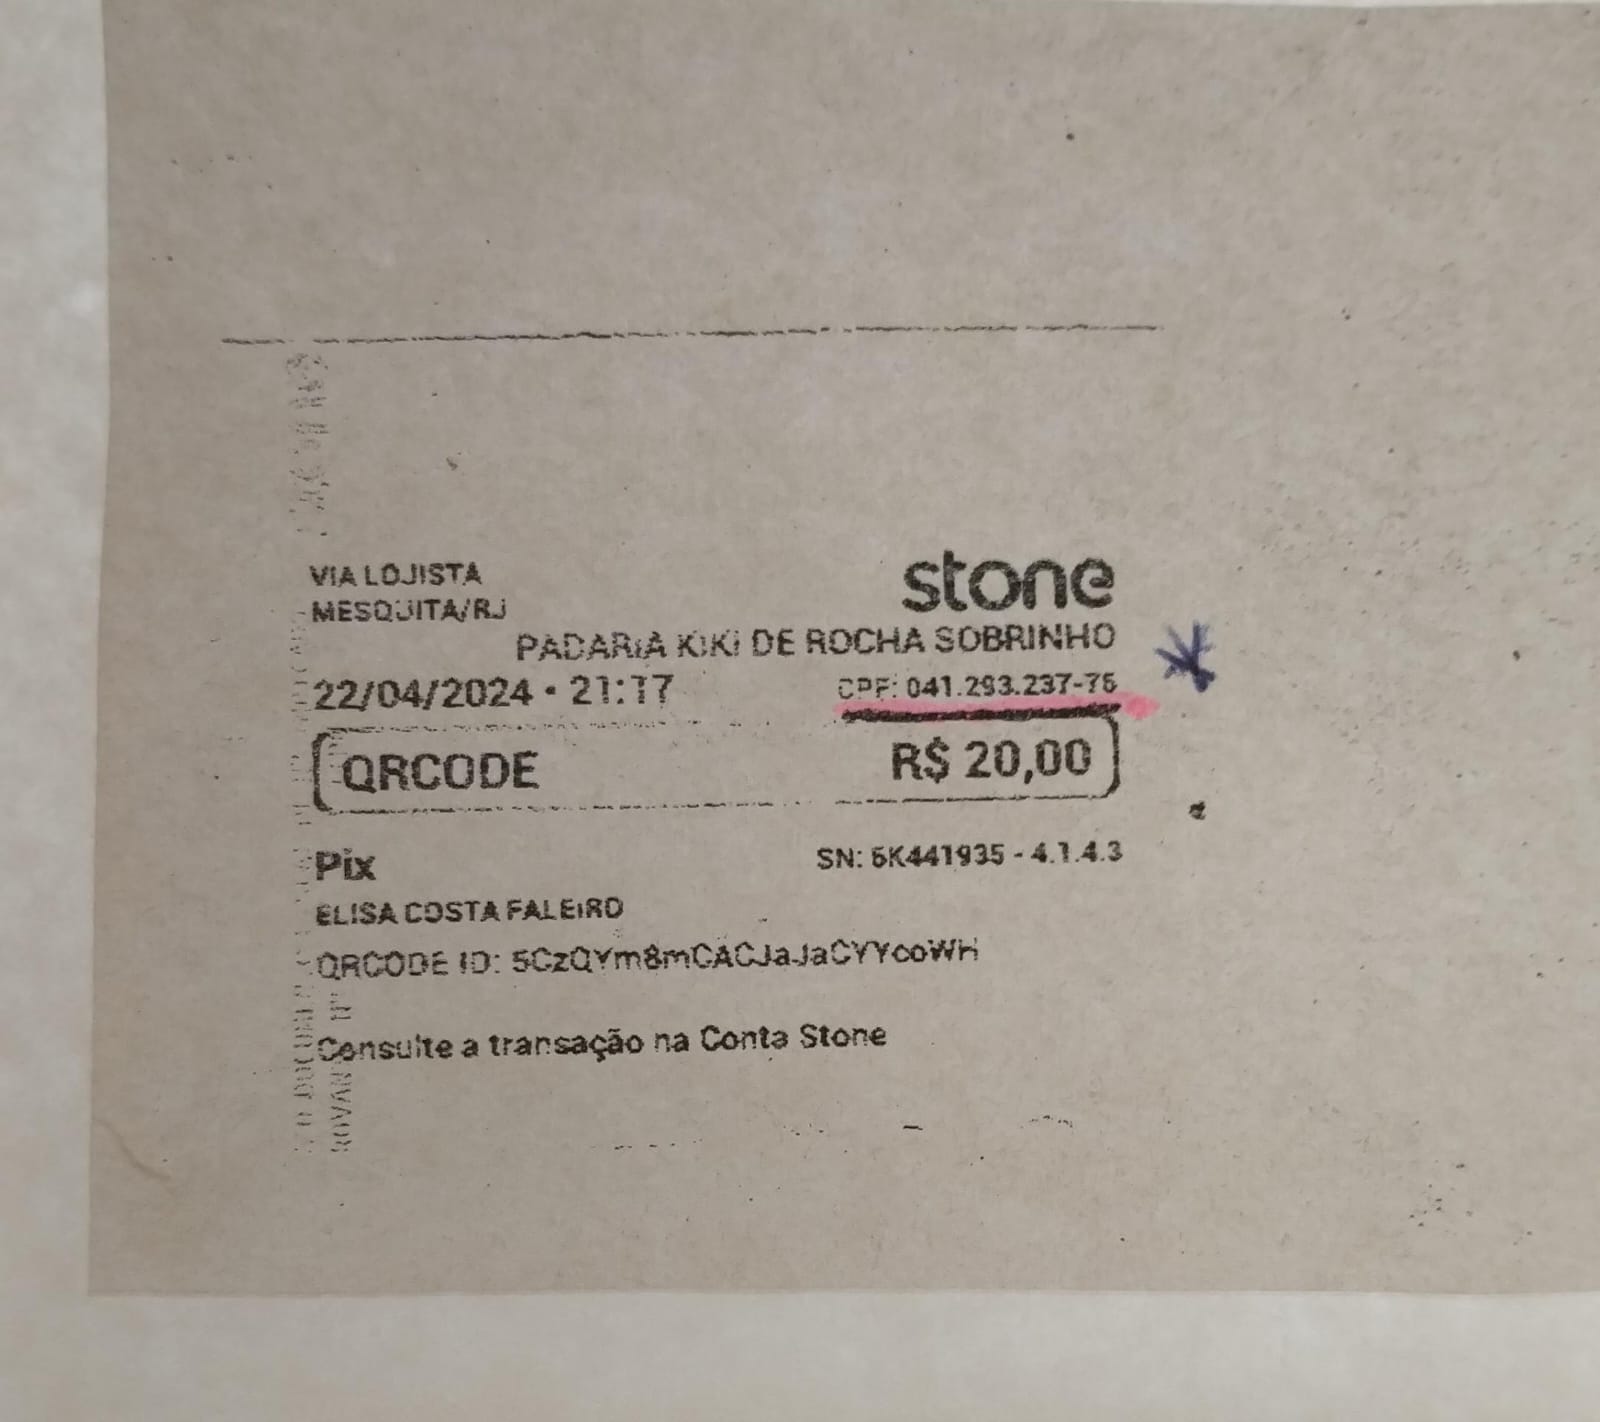 VIA LOJISTA
stone
MESQUITA/RJ
PADARIA KIKI DE ROCHA SOBRINHO
22/04/2024 • 21:17
CPF: 041.293.237-76
QRCODE
R$ 20,00
Pix
SN: 6K441935 - 4.1.4.3
ELISA COSTA FALEIRO
QRCODE ID: 5CzQYm8mCACJaJaCYYcoWH
Consulte a transação na Conta Stone